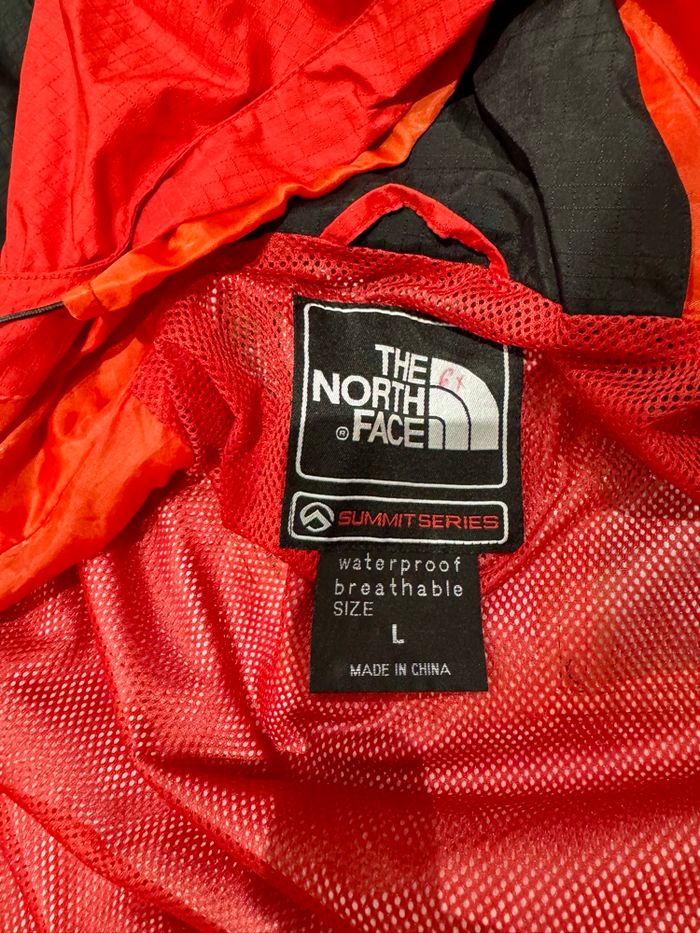 THE
NORTH
® FACE
SUMMIT SERIES
waterproof
breathable
SIZE
L
MADE IN CHINA